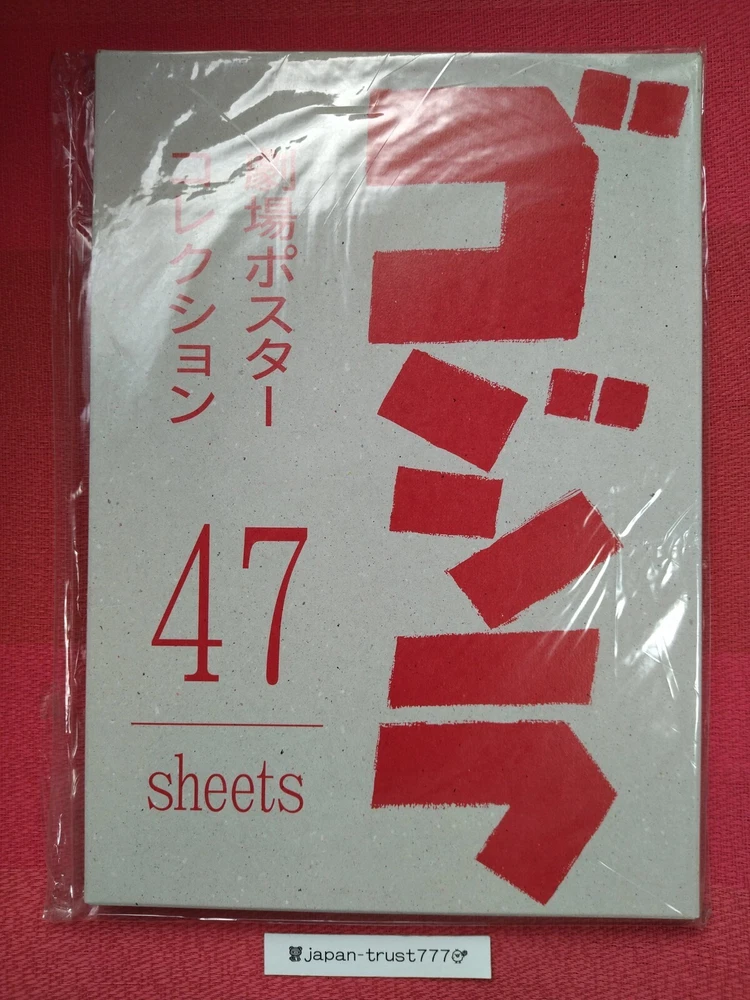 ゴジラ
劇場ポスター
コレクション
47
sheets
japan-trust777